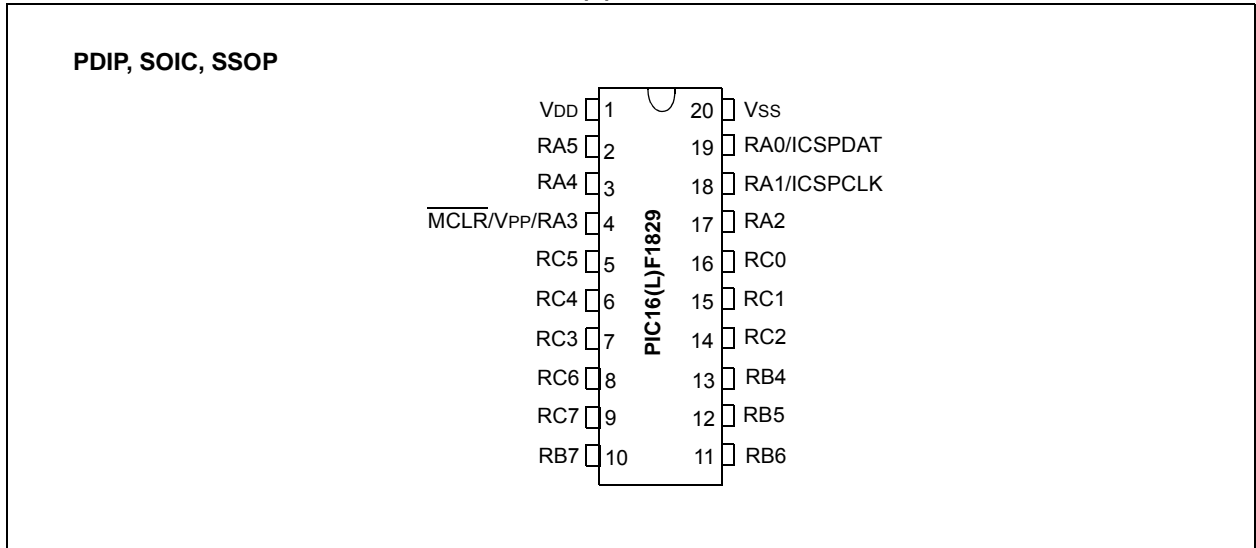 PDIP, SOIC, SSOP
VDD 1 20 VSS
RA5 2 19 RA0/ICSPDAT
RA4 3 18 RA1/ICSPCLK
MCLR/VPP/RA3 4 17 RA2
RC5 5 16 RC0
RC4 6 15 RC1
RC3 7 14 RC2
RC6 8 13 RB4
RC7 9 12 RB5
RB7 10 11 RB6
PIC16(L)F1829